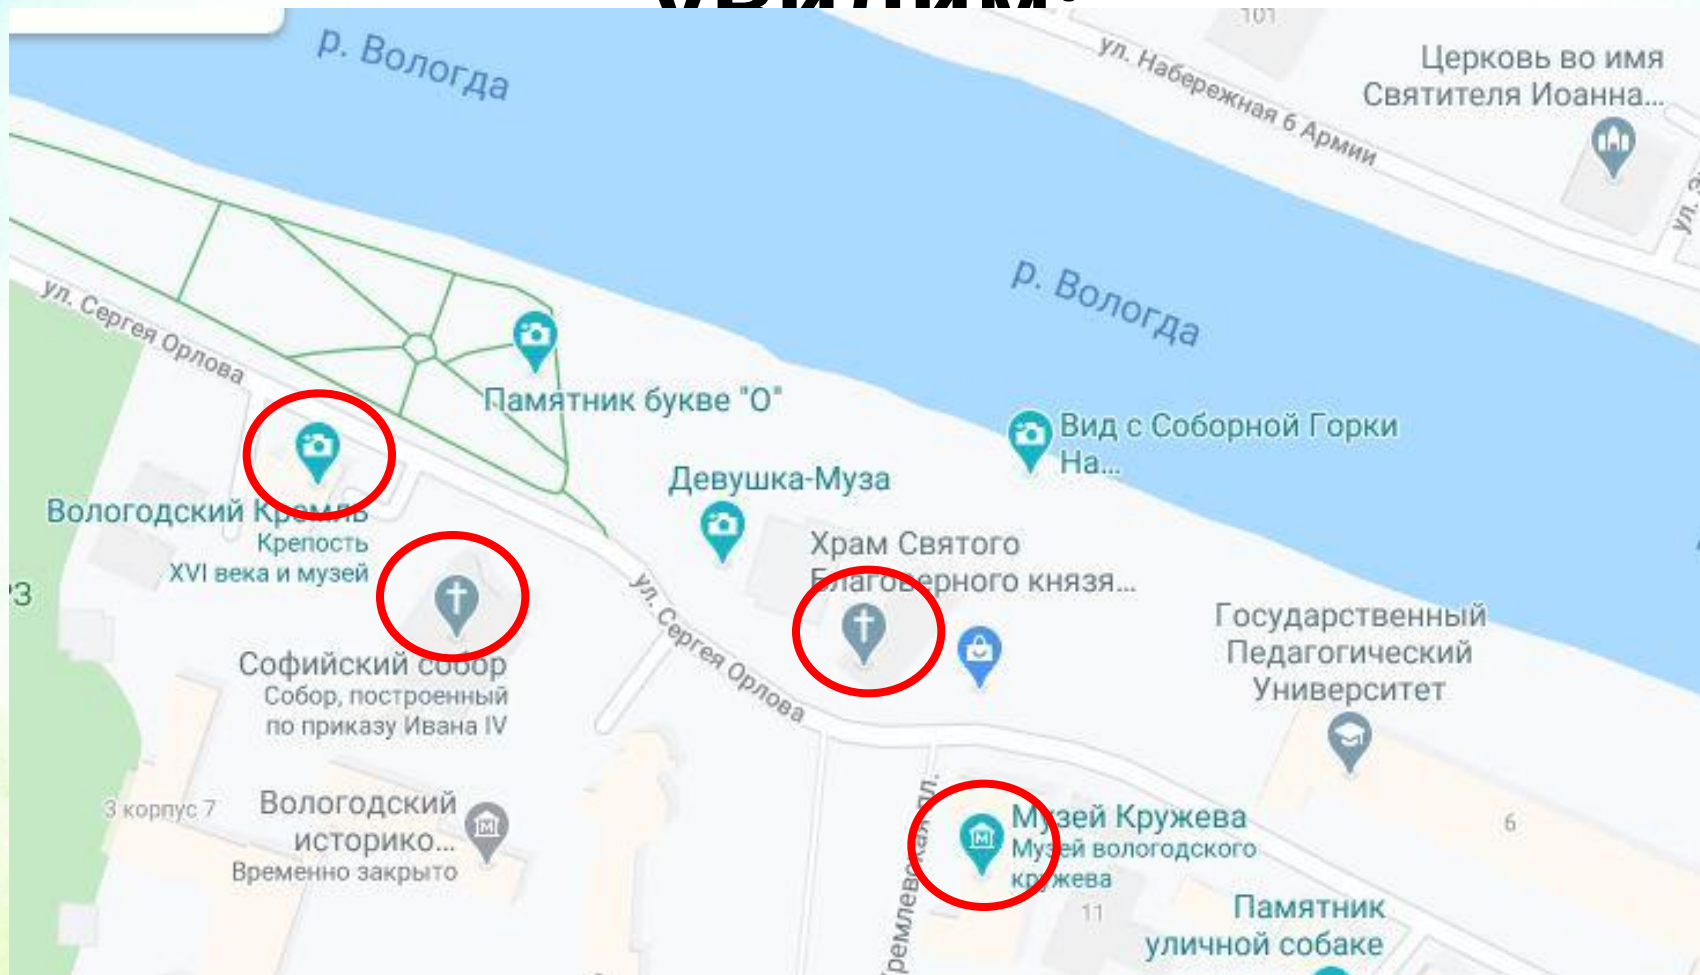 увидим:
101
р. Вологда
ул. Набережная 6 Армии
Церковь во имя
Святителя Иоанна...
р. Вологда
ул. Сергея Орлова
Памятник букве "О"
Вид с Соборной Горки
На...
Девушка-Муза
Вологодский Кремль
Крепость
XVI века и музей
Храм Святого
Благоверного князя...
ул. Сергея Орлова
Государственный
Педагогический
Университет
Софийский собор
Собор, построенный
по приказу Ивана IV
3 корпус 7
Вологодский
историко...
Временно закрыто
Музей Кружева
Музей вологодского
кружева
6
11
Памятник
уличной собаке